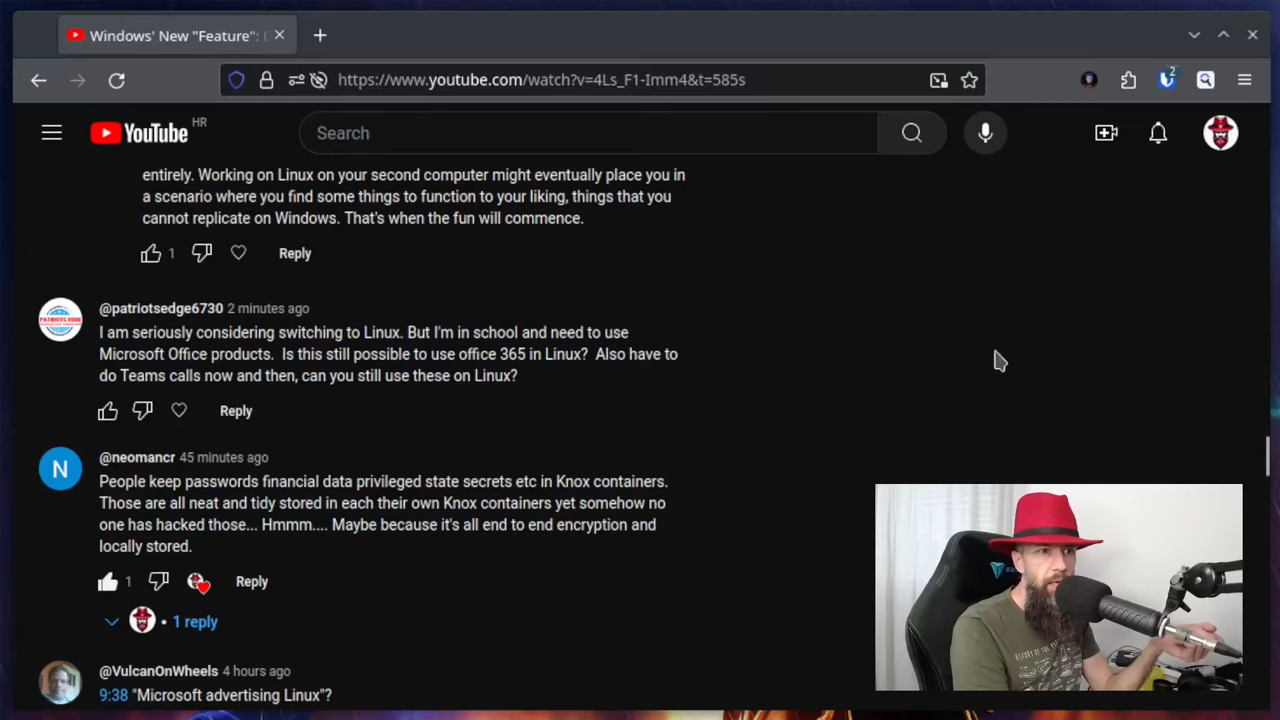 Windows' New "Feature":
https://www.youtube.com/watch?v=4Ls_F1-Imm4&t=585s
2
YouTube HR
Search
entirely. Working on Linux on your second computer might eventually place you in
a scenario where you find some things to function to your liking, things that you
cannot replicate on Windows. That's when the fun will commence.
1 Reply
@patriotsedge6730 2 minutes ago
I am seriously considering switching to Linux. But I'm in school and need to use
Microsoft Office products. Is this still possible to use office 365 in Linux? Also have to
do Teams calls now and then, can you still use these on Linux?
Reply
N
@neomancr 45 minutes ago
People keep passwords financial data privileged state secrets etc in Knox containers.
Those are all neat and tidy stored in each their own Knox containers yet somehow no
one has hacked those... Hmmm.... Maybe because it's all end to end encryption and
locally stored.
1 Reply
• 1 reply
@VulcanOnWheels 4 hours ago
9:38 "Microsoft advertising Linux"?